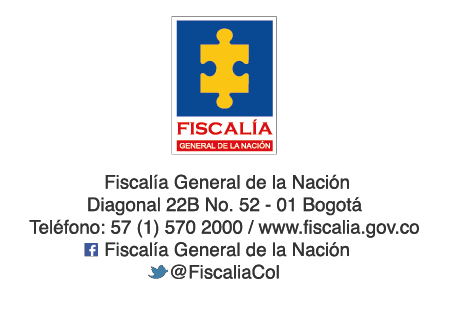 FISCALÍA
GENERAL DE LA NACIÓN
Fiscalía General de la Nación
Diagonal 22B No. 52 - 01 Bogotá
Teléfono: 57 (1) 570 2000 / www.fiscalia.gov.co
f Fiscalía General de la Nación
@FiscaliaCol